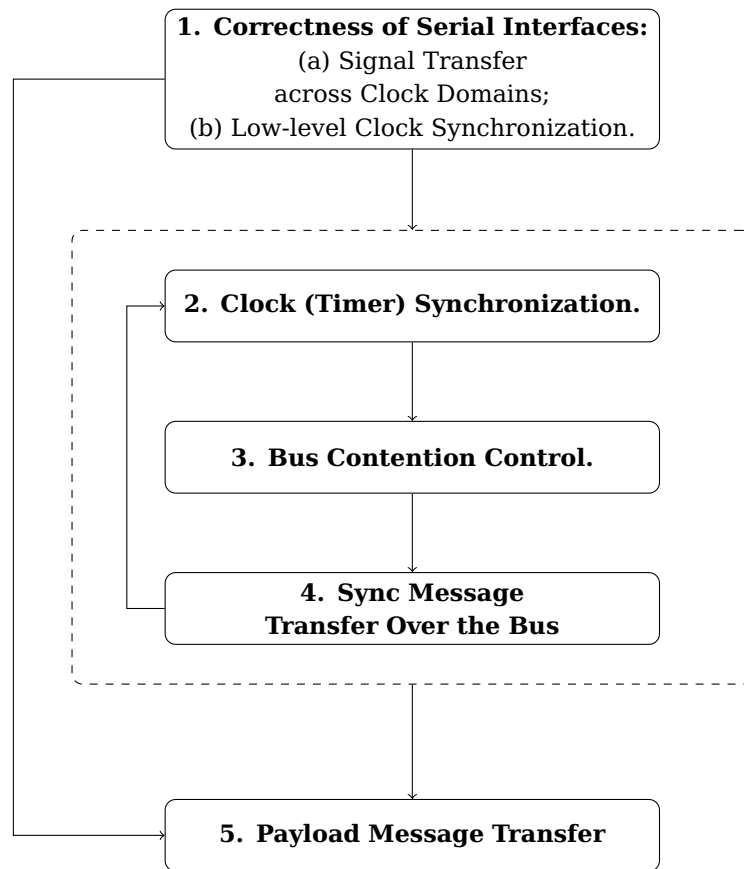 1. Correctness of Serial Interfaces:
(a) Signal Transfer
across Clock Domains;
(b) Low-level Clock Synchronization.
2. Clock (Timer) Synchronization.
3. Bus Contention Control.
4. Sync Message
Transfer Over the Bus
5. Payload Message Transfer